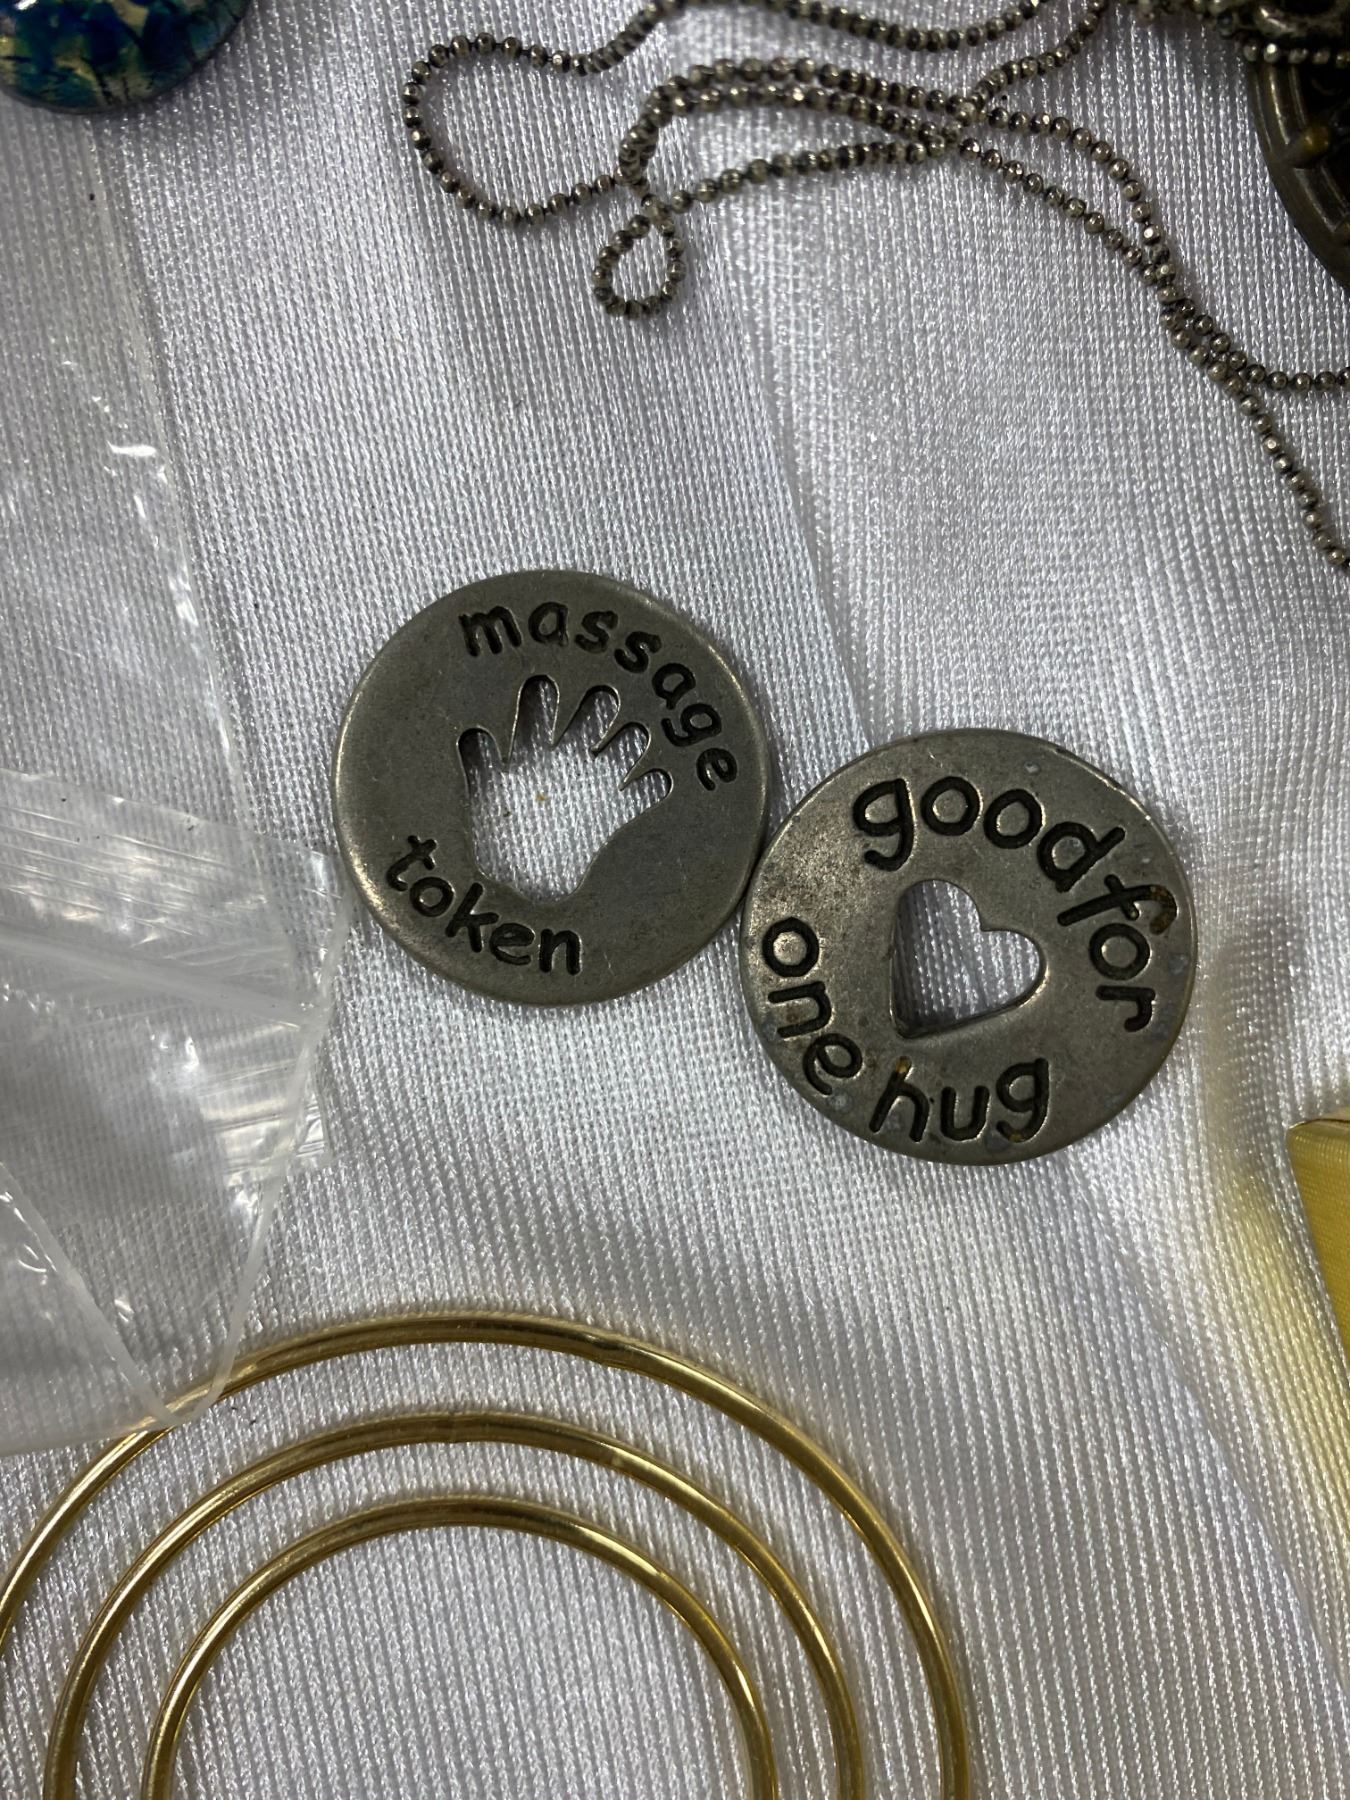 massage
token
good for
one hug